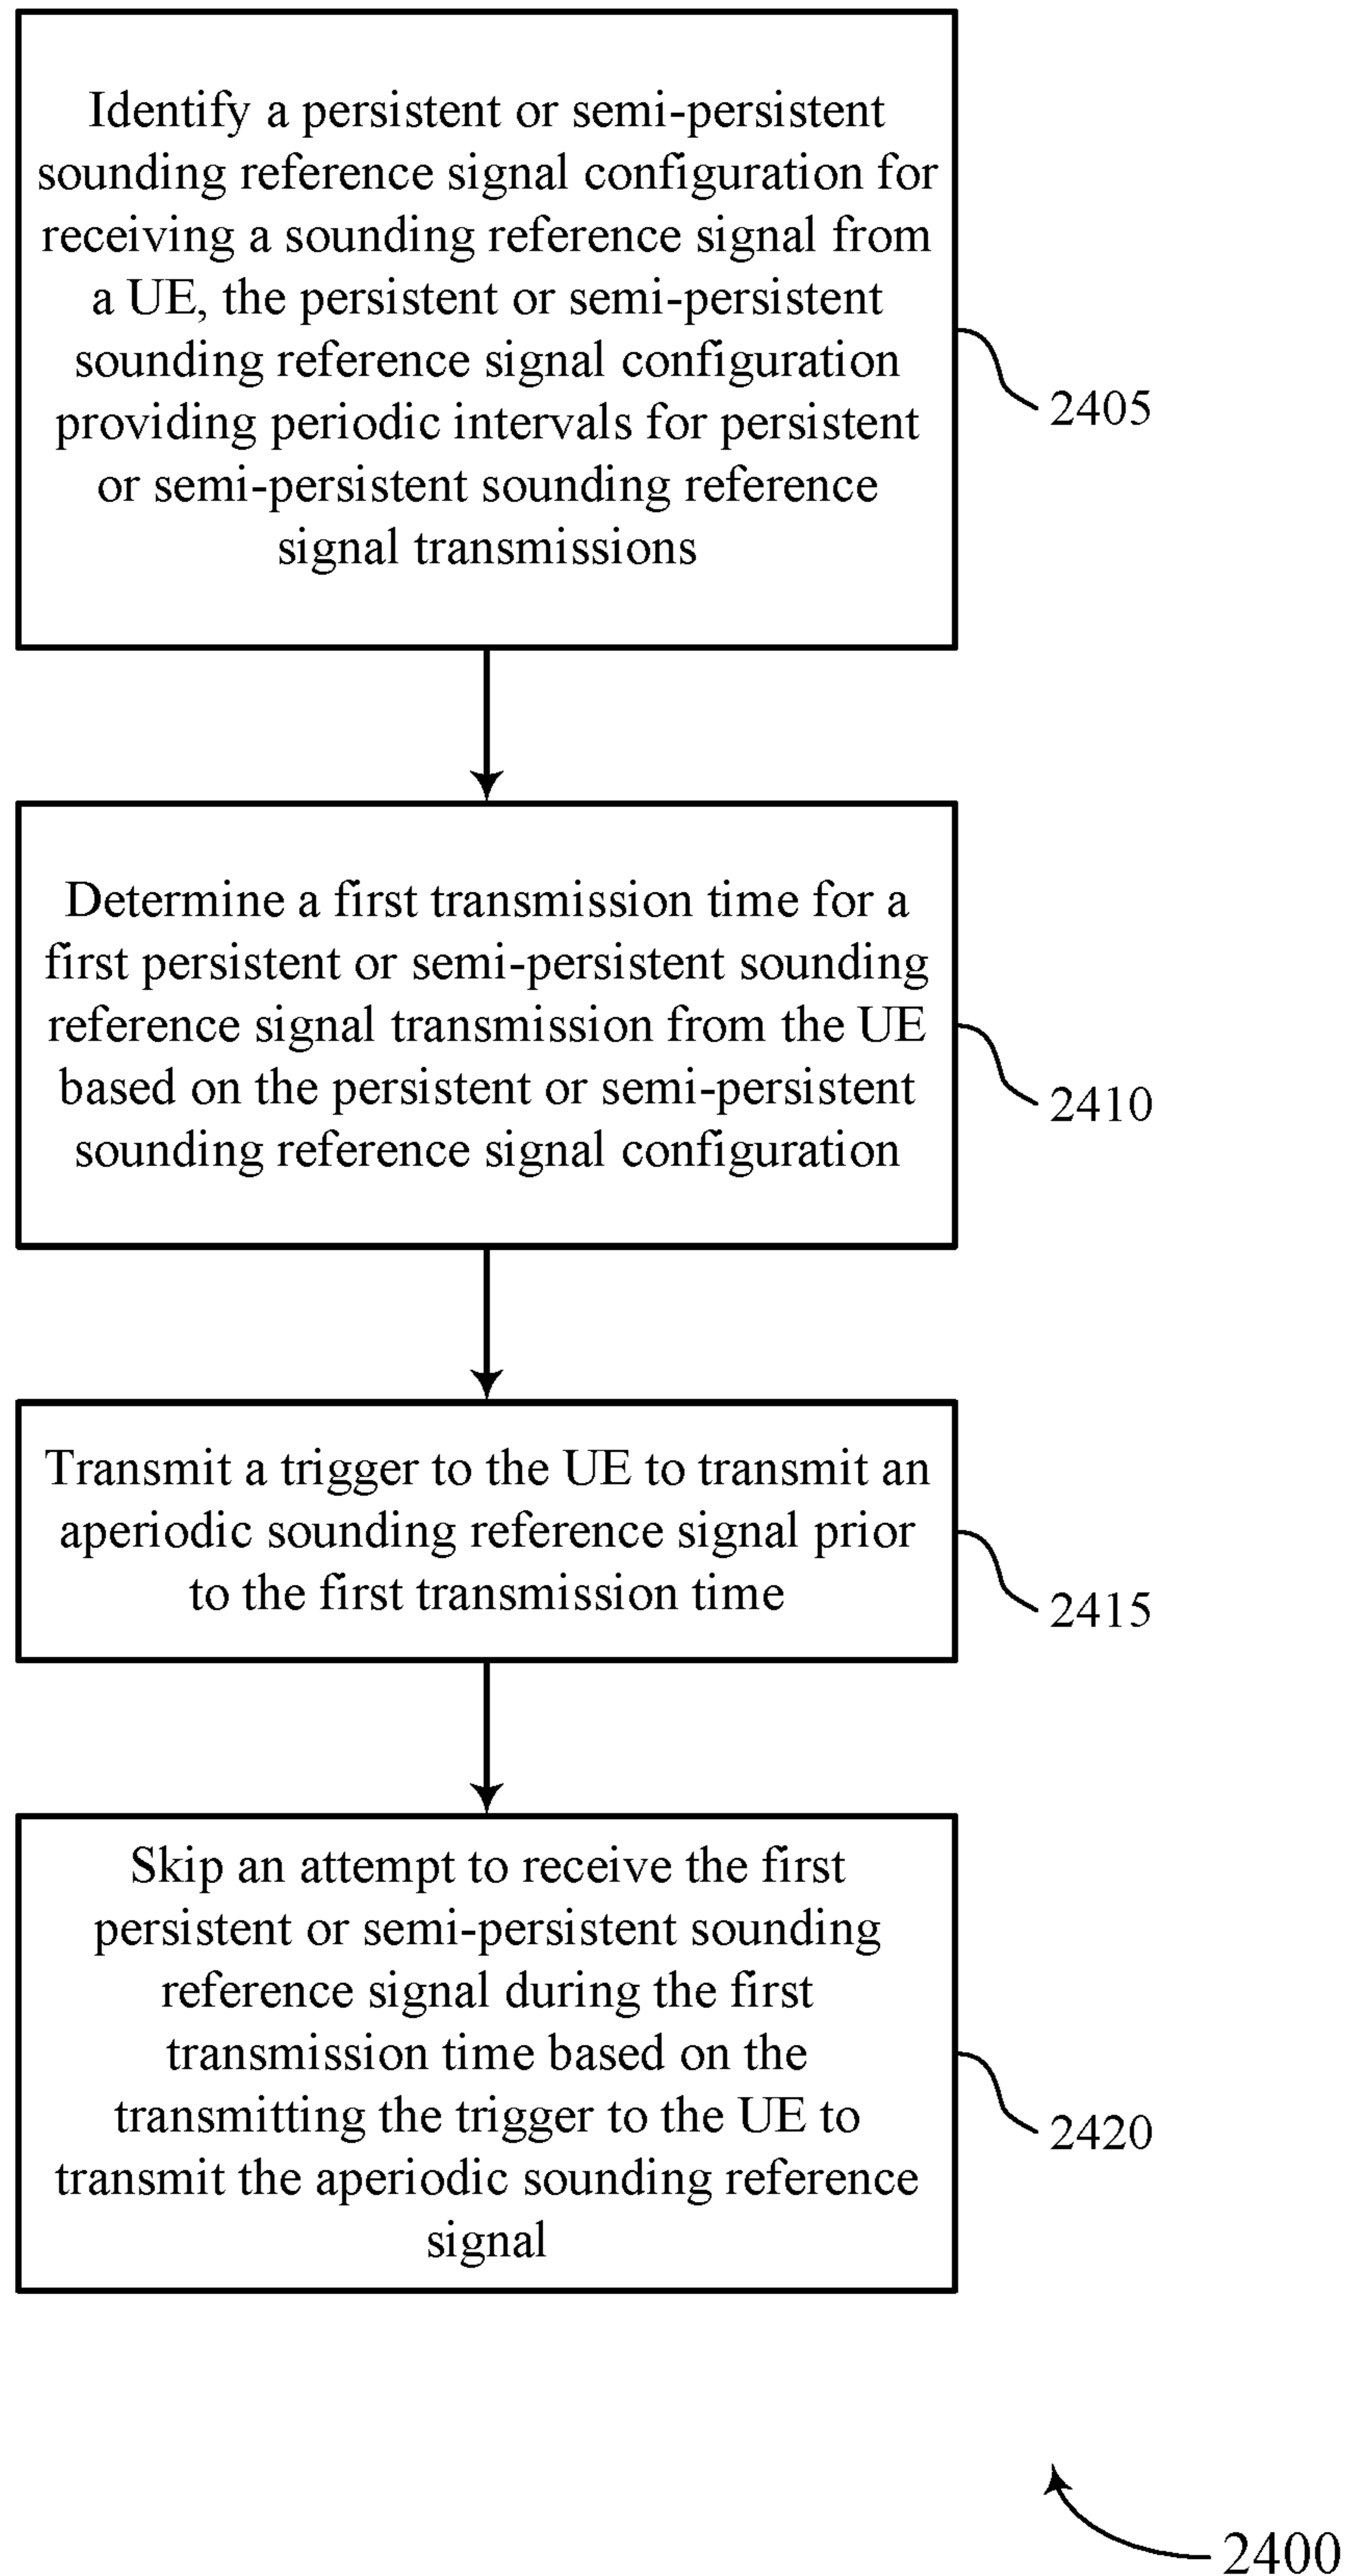 Identify a persistent or semi-persistent
sounding reference signal configuration for
receiving a sounding reference signal from
a UE, the persistent or semi-persistent
sounding reference signal configuration
providing periodic intervals for persistent
or semi-persistent sounding reference
signal transmissions
2405
Determine a first transmission time for a
first persistent or semi-persistent sounding
reference signal transmission from the UE
based on the persistent or semi-persistent
sounding reference signal configuration
2410
Transmit a trigger to the UE to transmit an
aperiodic sounding reference signal prior
to the first transmission time
2415
Skip an attempt to receive the first
persistent or semi-persistent sounding
reference signal during the first
transmission time based on the
transmitting the trigger to the UE to
transmit the aperiodic sounding reference
signal
2420
2400